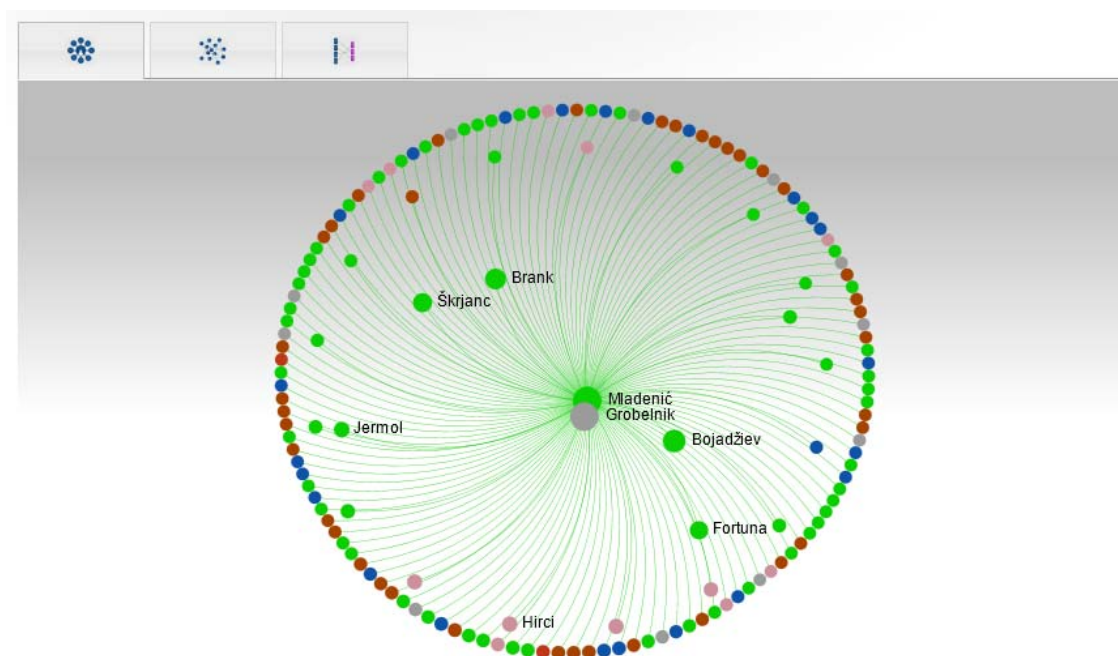 Brank
Škrjanc
Mladenić
Grobelnik
Jermol
Bojadžiev
Fortuna
Hirci